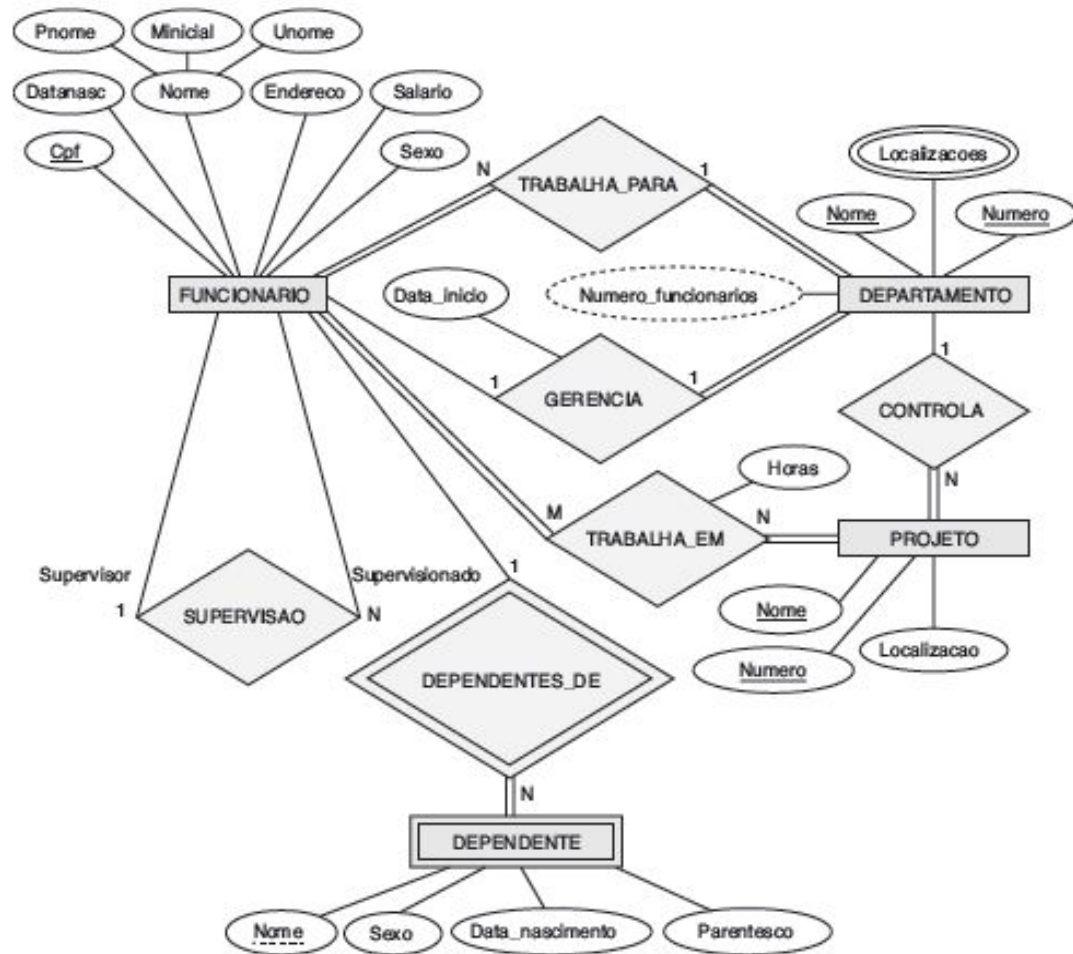 Pnome Minicial Unome
Datanasc Nome Endereco Salario
Cpf Sexo
N TRABALHA_PARA 1
Localizacoes
Nome Numero
FUNCIONARIO
Data_inicio Numero_funcionarios
DEPARTAMENTO
1 GERENCIA 1
1
CONTROLA
N
Horas
M TRABALHA_EM N
PROJETO
Nome
Numero
Localizacao
Supervisor Supervisionado
1 SUPERVISAO N
1
DEPENDENTES_DE
N
DEPENDENTE
Nome Sexo Data_nascimento Parentesco